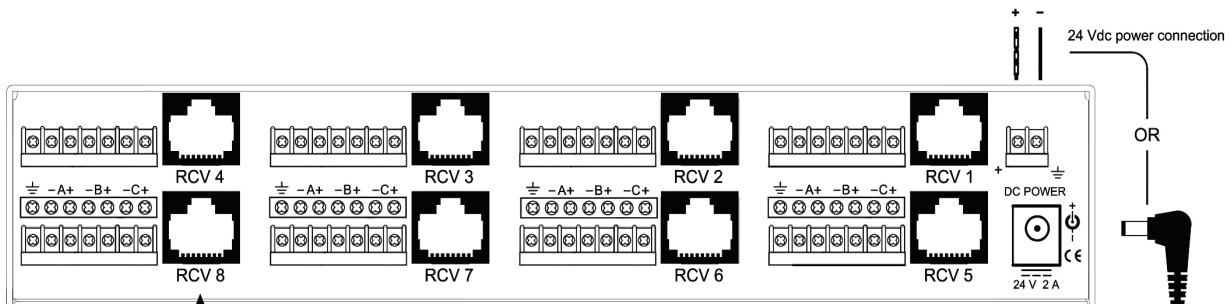 + −
24 Vdc power connection
OR
RCV 4
RCV 3
RCV 2
RCV 1
+
−A+ −B+ −C+
−A+ −B+ −C+
−A+ −B+ −C+
−A+ −B+ −C+
DC POWER
+
−
CE
RCV 8
RCV 7
RCV 6
RCV 5
24 V 2 A